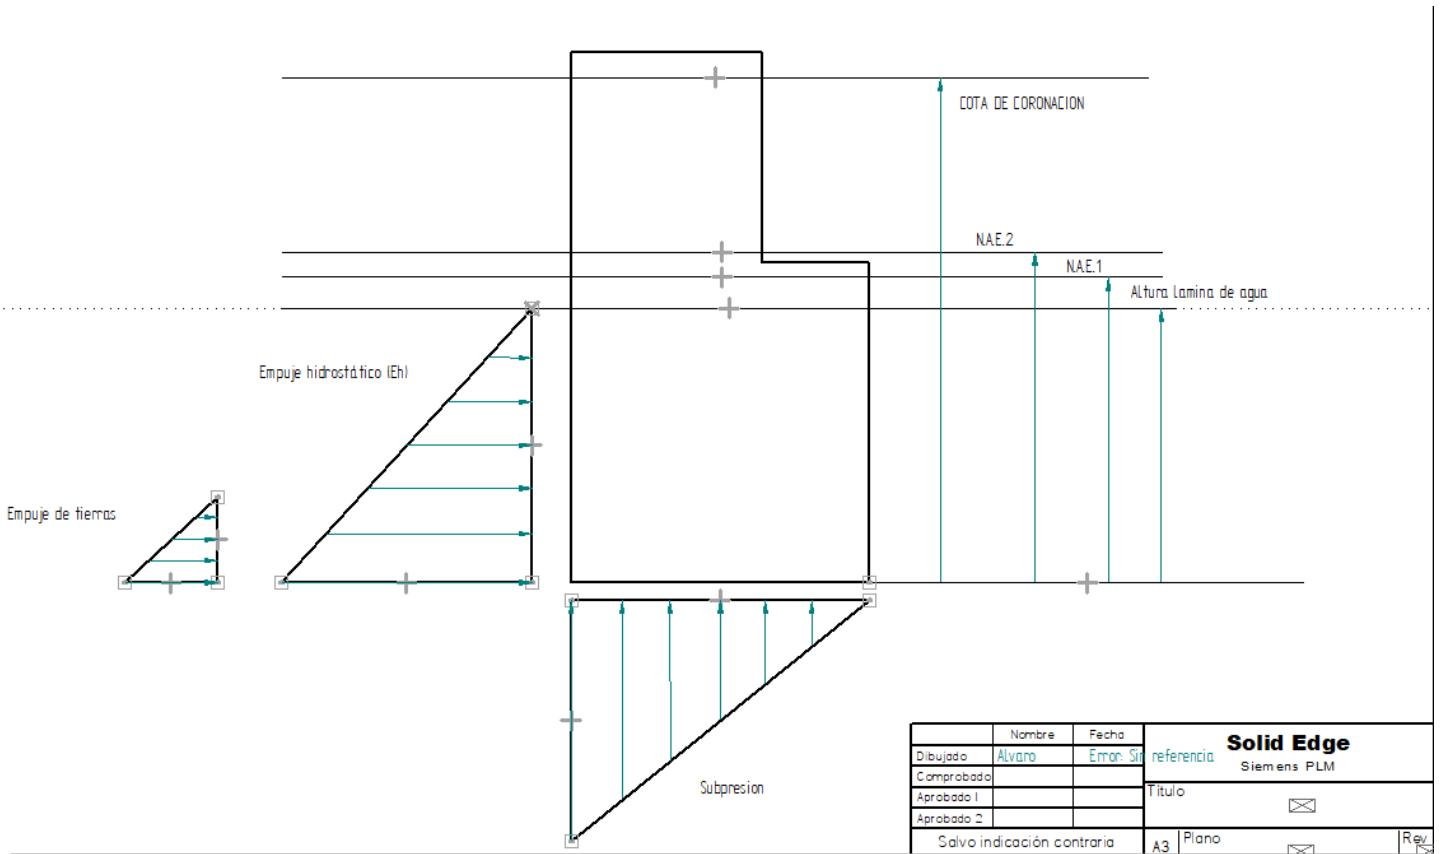 COTA DE CORONACION
N.A.E.2
N.A.E.1
Altura lamina de agua
Empuje hidrostático (Eh)
Empuje de tierras
Subpresion
Nombre Fecha
Dibujado Alvaro Error: Sin referencia
Comprobado
Aprobado 1
Aprobado 2
Salvo indicación contraria
Solid Edge
Siemens PLM
Título
A3 Plano Rev